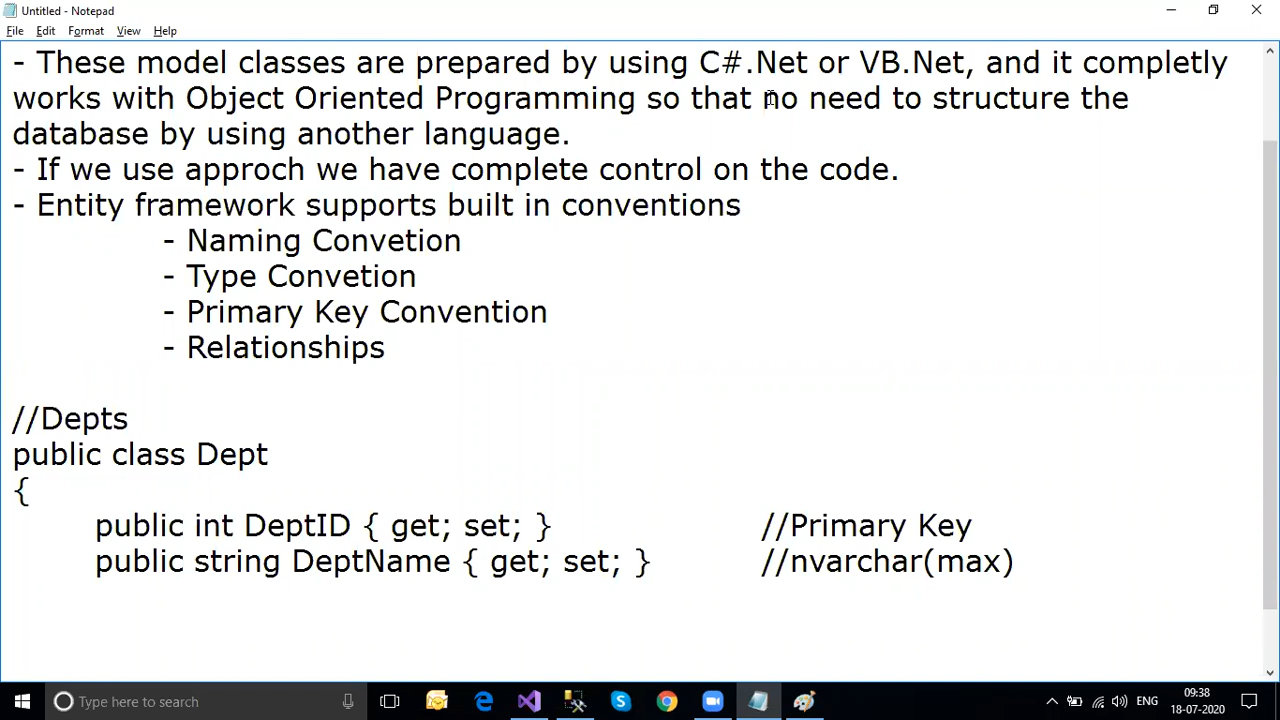 Untitled - Notepad
File Edit Format View Help
- These model classes are prepared by using C#.Net or VB.Net, and it completly
works with Object Oriented Programming so that no need to structure the
database by using another language.
- If we use approch we have complete control on the code.
- Entity framework supports built in conventions
- Naming Convetion
- Type Convetion
- Primary Key Convention
- Relationships
//Depts
public class Dept
{
public int DeptID { get; set; } //Primary Key
public string DeptName { get; set; } //nvarchar(max)
Type here to search
ENG
09:38
18-07-2020